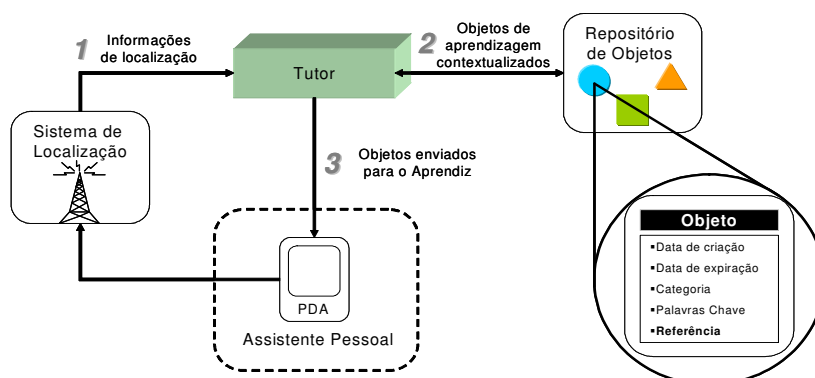 1
Informações
de localização
Tutor
2
Objetos de
aprendizagem
contextualizados
Repositório
de Objetos
Sistema de
Localização
3
Objetos enviados
para o Aprendiz
PDA
Assistente Pessoal
Objeto
▪Data de criação
▪Data de expiração
▪Categoria
▪Palavras Chave
▪Referência